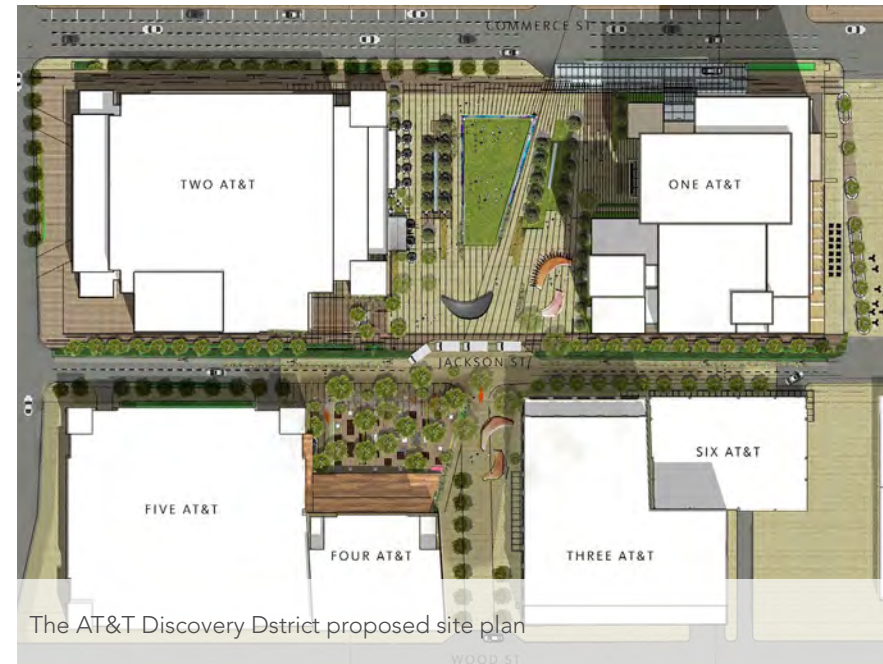 COMMERCE ST
TWO AT&T
ONE AT&T
JACKSON ST
SIX AT&T
FIVE AT&T
FOUR AT&T
THREE AT&T
The AT&T Discovery Dstrict proposed site plan
WOOD ST